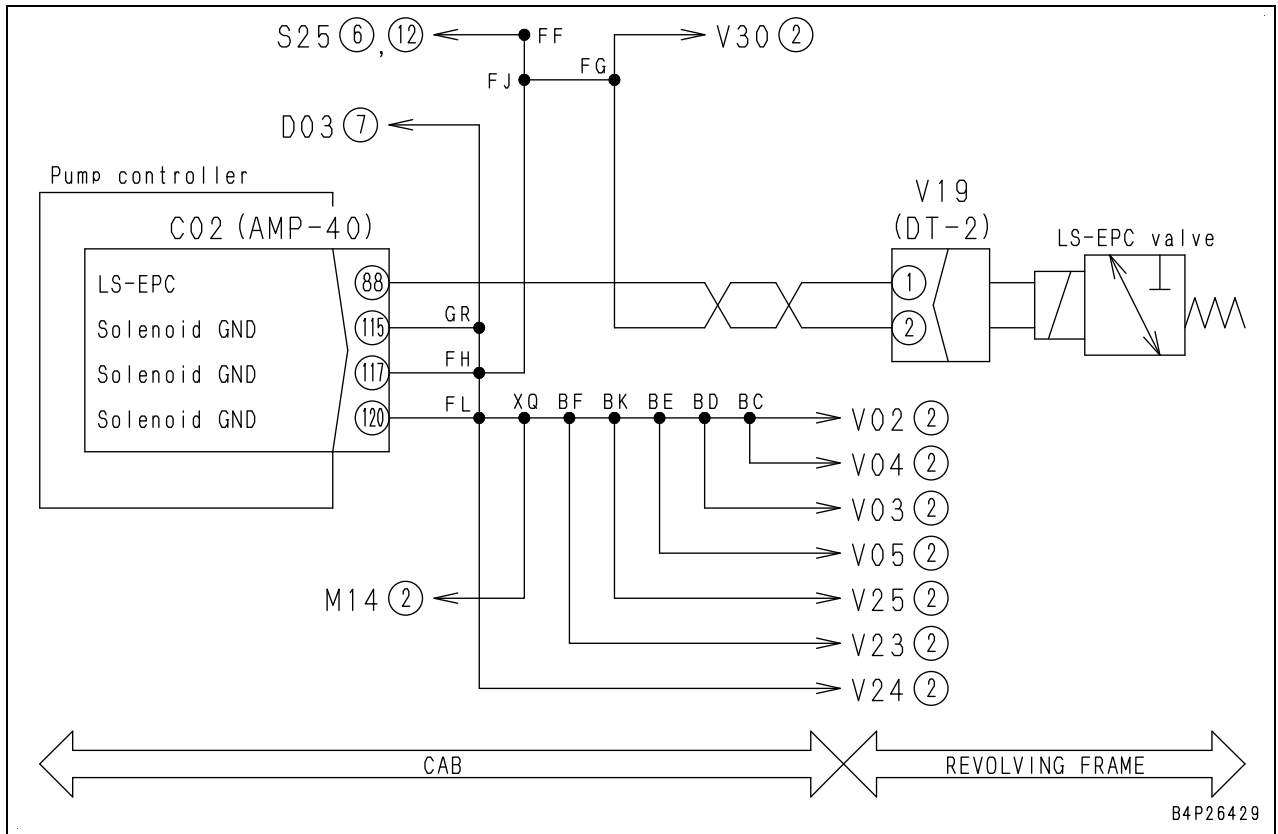 S25 ⑥, ⑫ FF V30 ②
FJ FG
D03 ⑦
Pump controller
C02 (AMP-40)
V19
(DT-2)
LS-EPC valve
LS-EPC 88 1
Solenoid GND 115 GR 2
Solenoid GND 117 FH
Solenoid GND 120 FL XQ BF BK BE BD BC V02 ②
V04 ②
V03 ②
V05 ②
M14 ② V25 ②
V23 ②
V24 ②
CAB REVOLVING FRAME
B4P26429